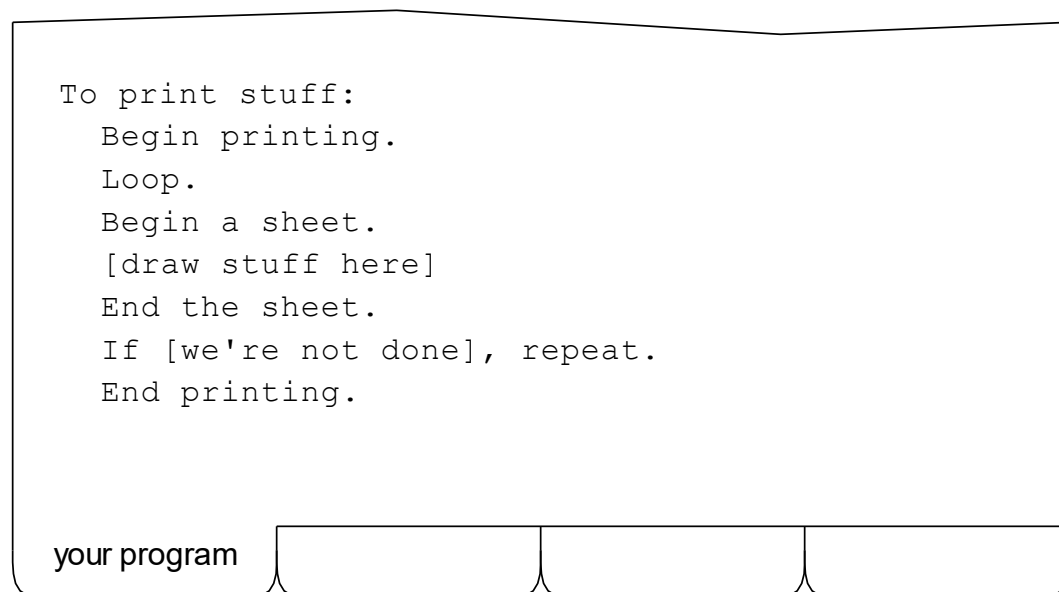 To print stuff:
Begin printing.
Loop.
Begin a sheet.
[draw stuff here]
End the sheet.
If [we're not done], repeat.
End printing.
your program